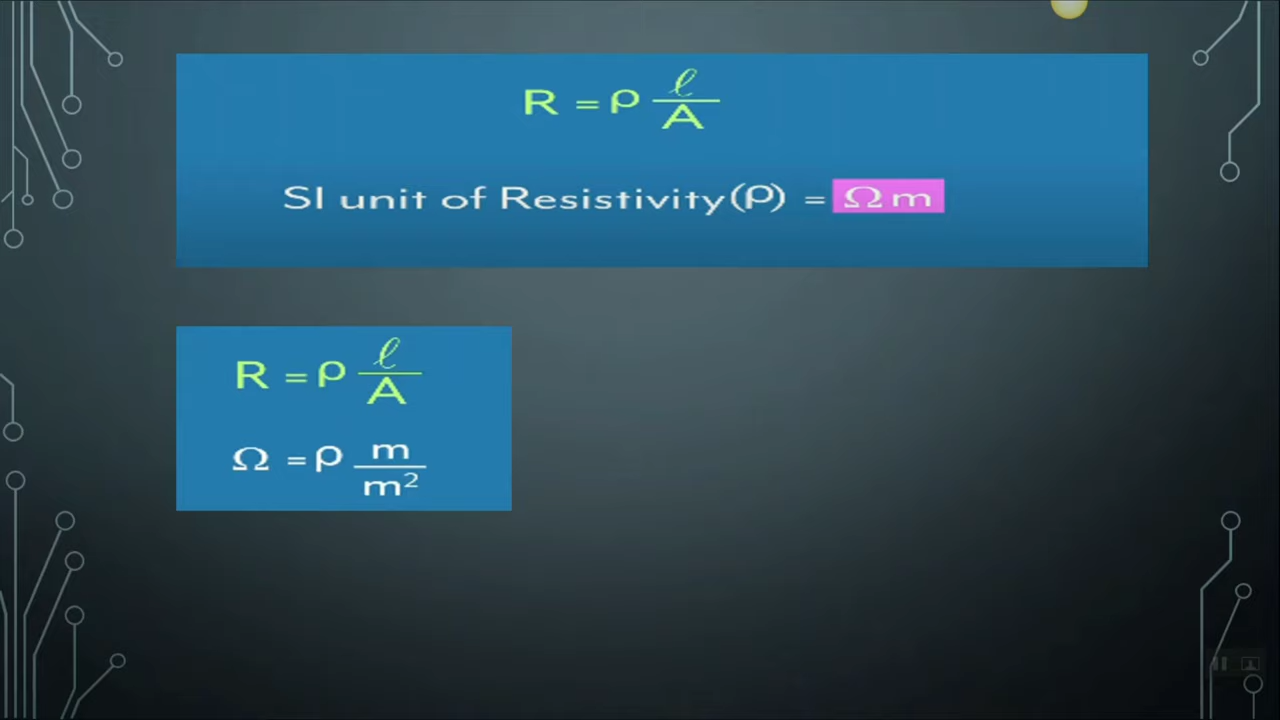 R = ρ ℓ/A
SI unit of Resistivity(ρ) = Ω m
R = ρ ℓ/A
Ω = ρ m/m²